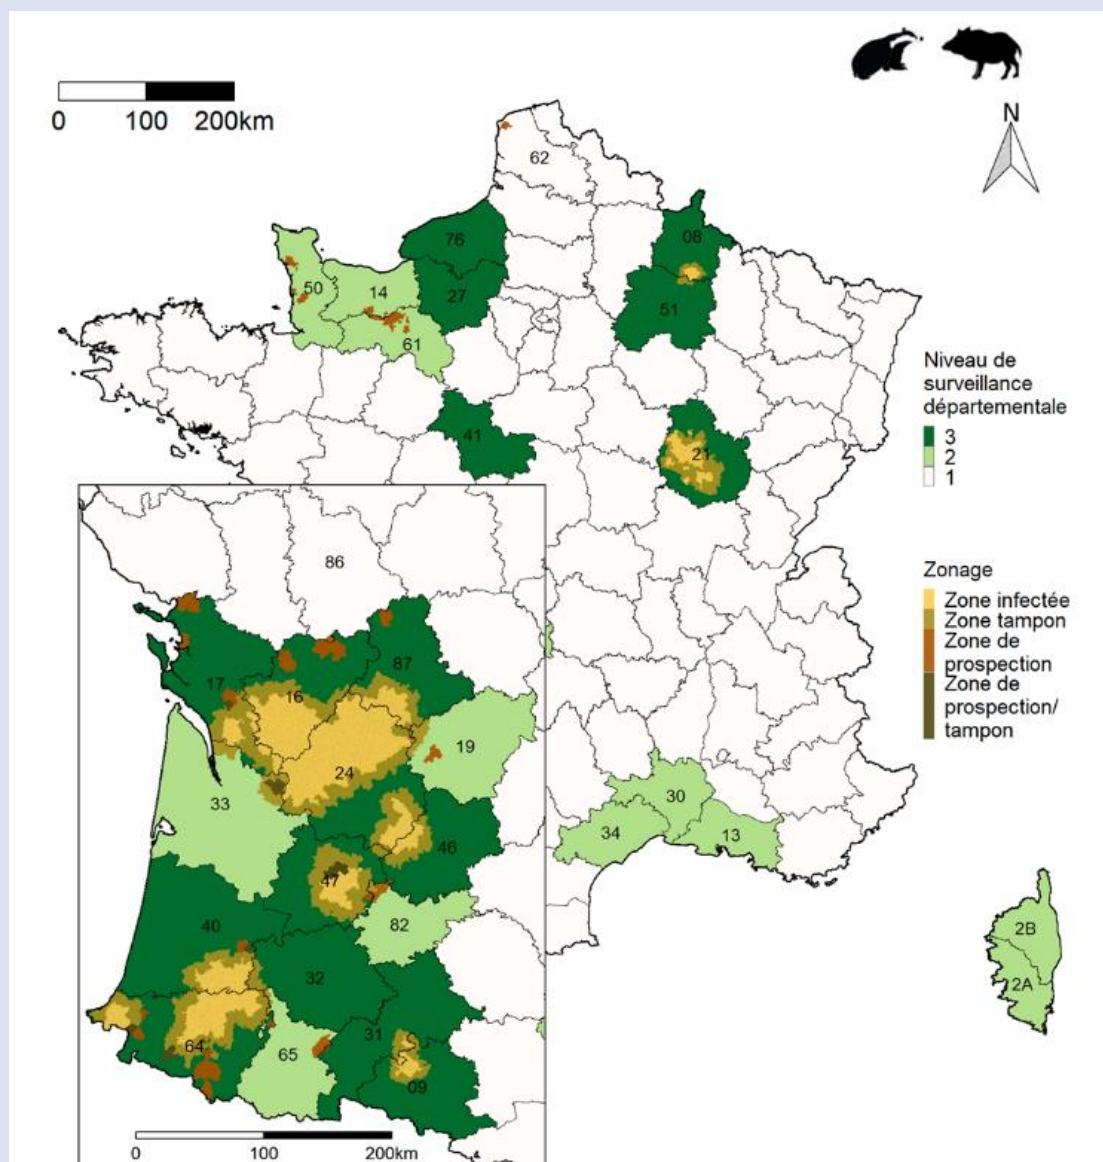 0 100 200km
N
62
76
08
50
14
27
51
61
41
21
Niveau de
surveillance
départementale
3
2
1
86
Zonage
Zone infectée
Zone tampon
Zone de
prospection
Zone de
prospection/
tampon
87
17
16
19
24
33
30
34
13
46
47
82
40
2B
32
2A
31
64
65
09
0 100 200km